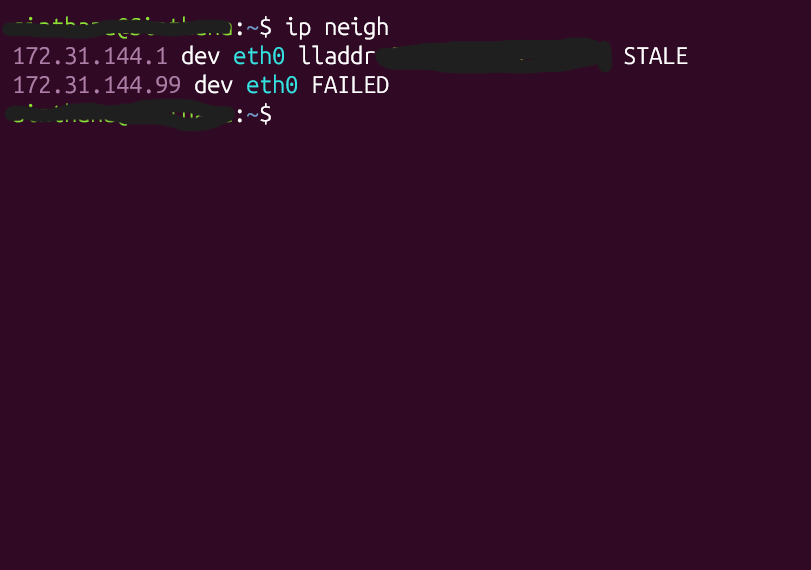 :~$ ip neigh
172.31.144.1 dev eth0 lladdr STALE
172.31.144.99 dev eth0 FAILED
:~$